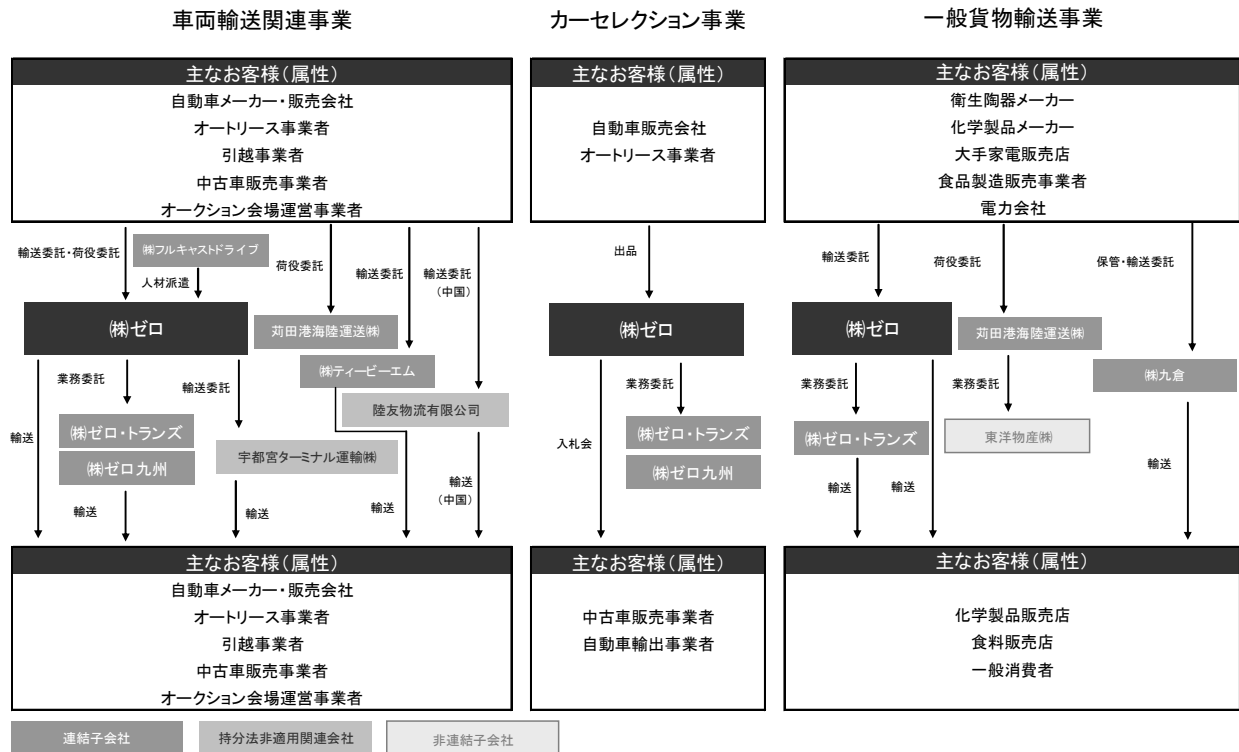 車両輸送関連事業
主なお客様（属性）
自動車メーカー・販売会社
オートリース事業者
引越事業者
中古車販売事業者
オークション会場運営事業者
輸送委託・荷役委託
㈱フルキャストドライブ
人材派遣
荷役委託
輸送委託
輸送委託
（中国）
㈱ゼロ
苅田港海陸運送㈱
㈱ティービーエム
陸友物流有限公司
業務委託
輸送委託
輸送
㈱ゼロ・トランズ
㈱ゼロ九州
宇都宮ターミナル運輸㈱
輸送
輸送
輸送
輸送
（中国）
主なお客様（属性）
自動車メーカー・販売会社
オートリース事業者
引越事業者
中古車販売事業者
オークション会場運営事業者
カーセレクション事業
主なお客様（属性）
自動車販売会社
オートリース事業者
出品
㈱ゼロ
業務委託
入札会
㈱ゼロ・トランズ
㈱ゼロ九州
主なお客様（属性）
中古車販売事業者
自動車輸出事業者
一般貨物輸送事業
主なお客様（属性）
衛生陶器メーカー
化学製品メーカー
大手家電販売店
食品製造販売事業者
電力会社
輸送委託
荷役委託
保管・輸送委託
㈱ゼロ
苅田港海陸運送㈱
㈱九倉
業務委託
業務委託
㈱ゼロ・トランズ
東洋物産㈱
輸送
輸送
輸送
主なお客様（属性）
化学製品販売店
食料販売店
一般消費者
連結子会社
持分法非適用関連会社
非連結子会社